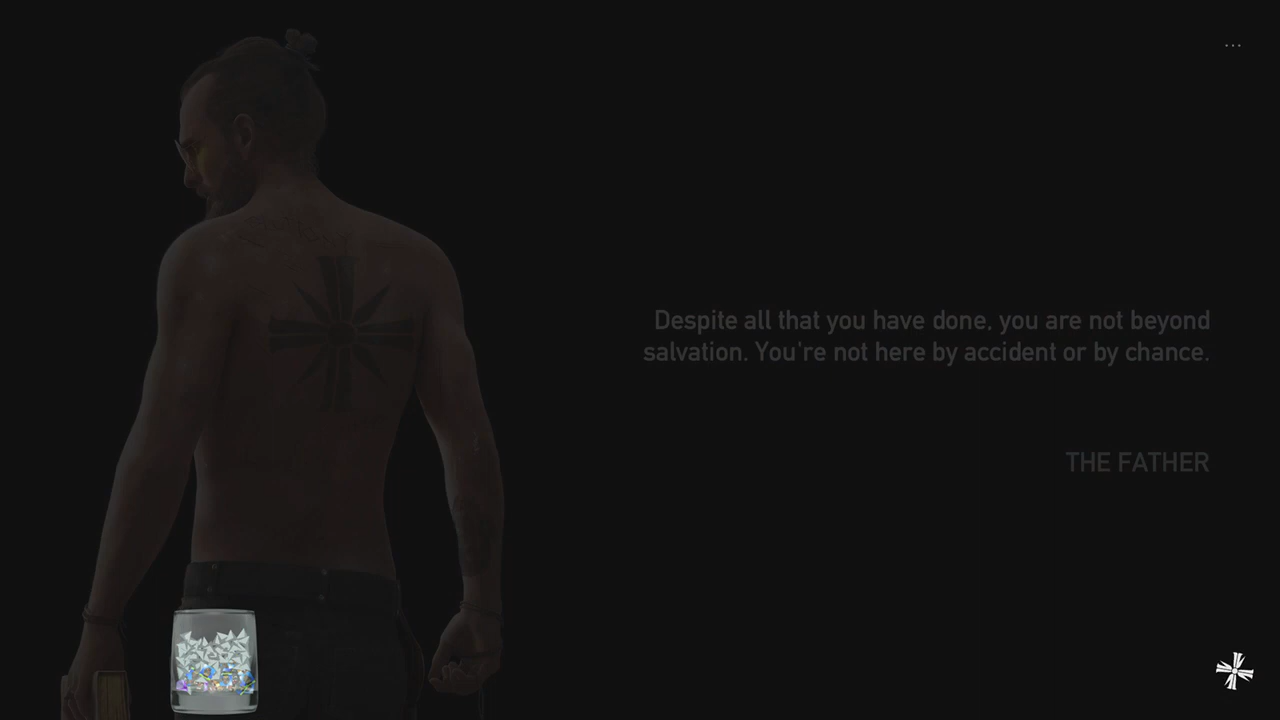 ...
Despite all that you have done, you are not beyond
salvation. You're not here by accident or by chance.
THE FATHER